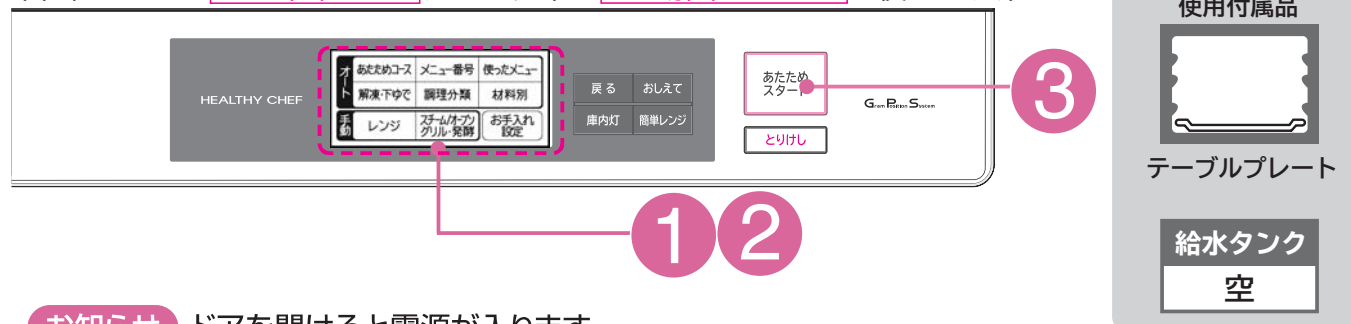 使用付属品
HEALTHY CHEF
オート
あたためコース メニュー番号 使ったメニュー
解凍・下ゆで 調理分類 材料別
手動
レンジ スチーム/オーブン グリル・発酵 お手入れ 設定
戻る おしえて
庫内灯 簡単レンジ
あたため
スタート
とりけし
Grem Position System
3
1 2
テーブルプレート
給水タンク
空
お知らせ ドアを開けると電源が入ります